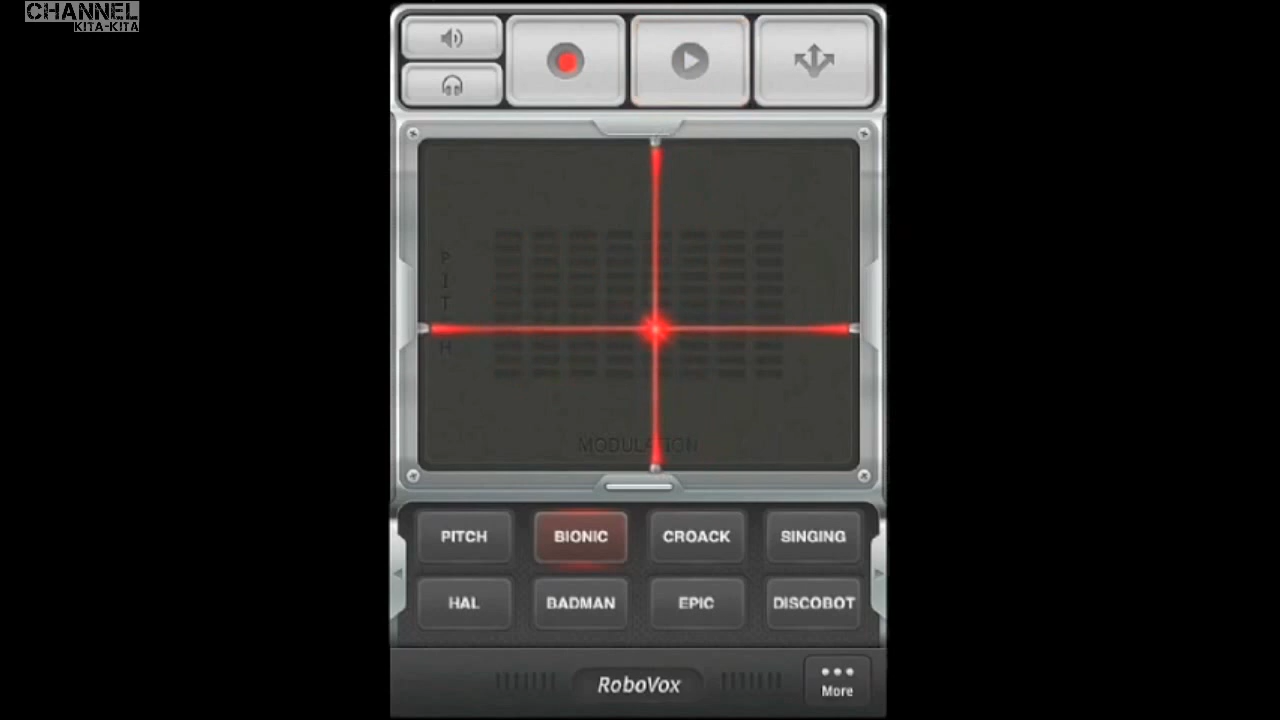 CHANNEL
KITA-KITA
PITCH
MODULATION
PITCH
BIONIC
CROACK
SINGING
HAL
BADMAN
EPIC
DISCOBOT
RoboVox
More